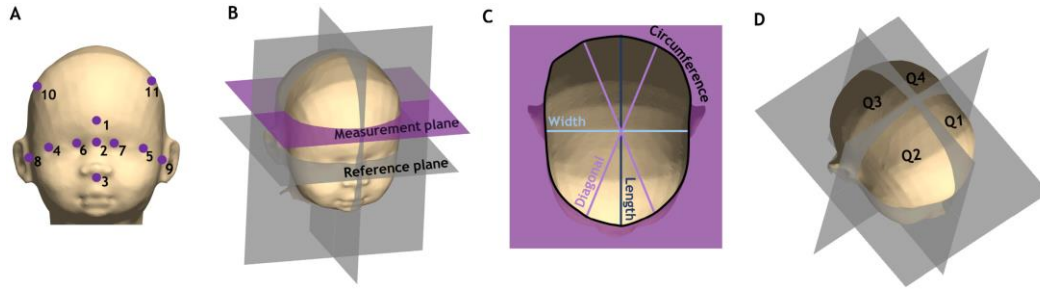 A
10
11
1
4
6
2
7
5
8
9
3
B
Measurement plane
Reference plane
C
Circumference
Width
Diagonal
Length
D
Q4
Q3
Q1
Q2